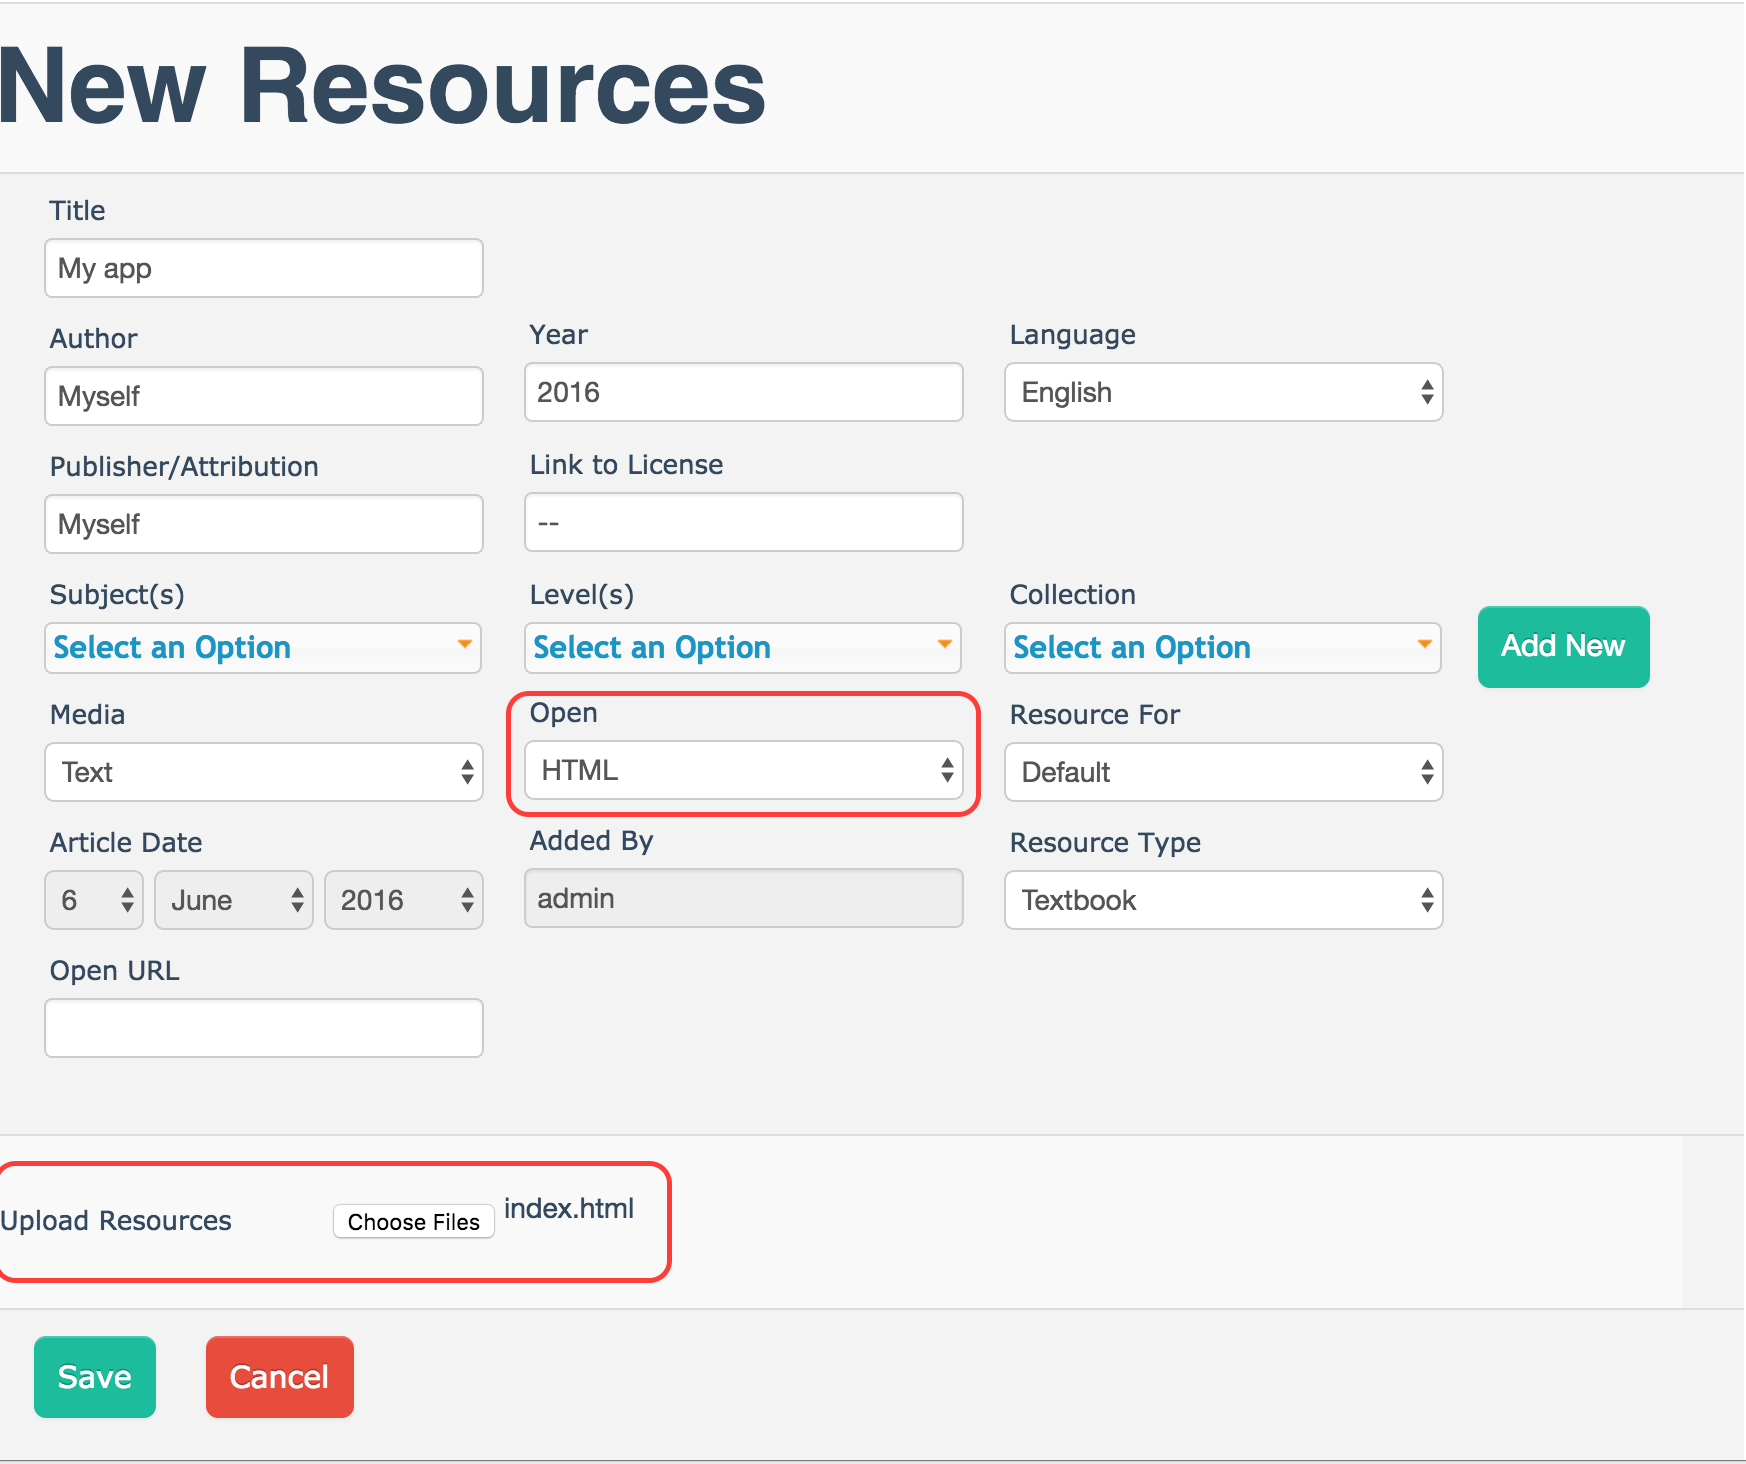 New Resources
Title
My app
Author
Year
Language
Myself
2016
English
Publisher/Attribution
Link to License
Myself
--
Subject(s)
Level(s)
Collection
Select an Option
Select an Option
Select an Option
Add New
Media
Open
Resource For
Text
HTML
Default
Article Date
Added By
Resource Type
6
June
2016
admin
Textbook
Open URL
Upload Resources
Choose Files
index.html
Save
Cancel